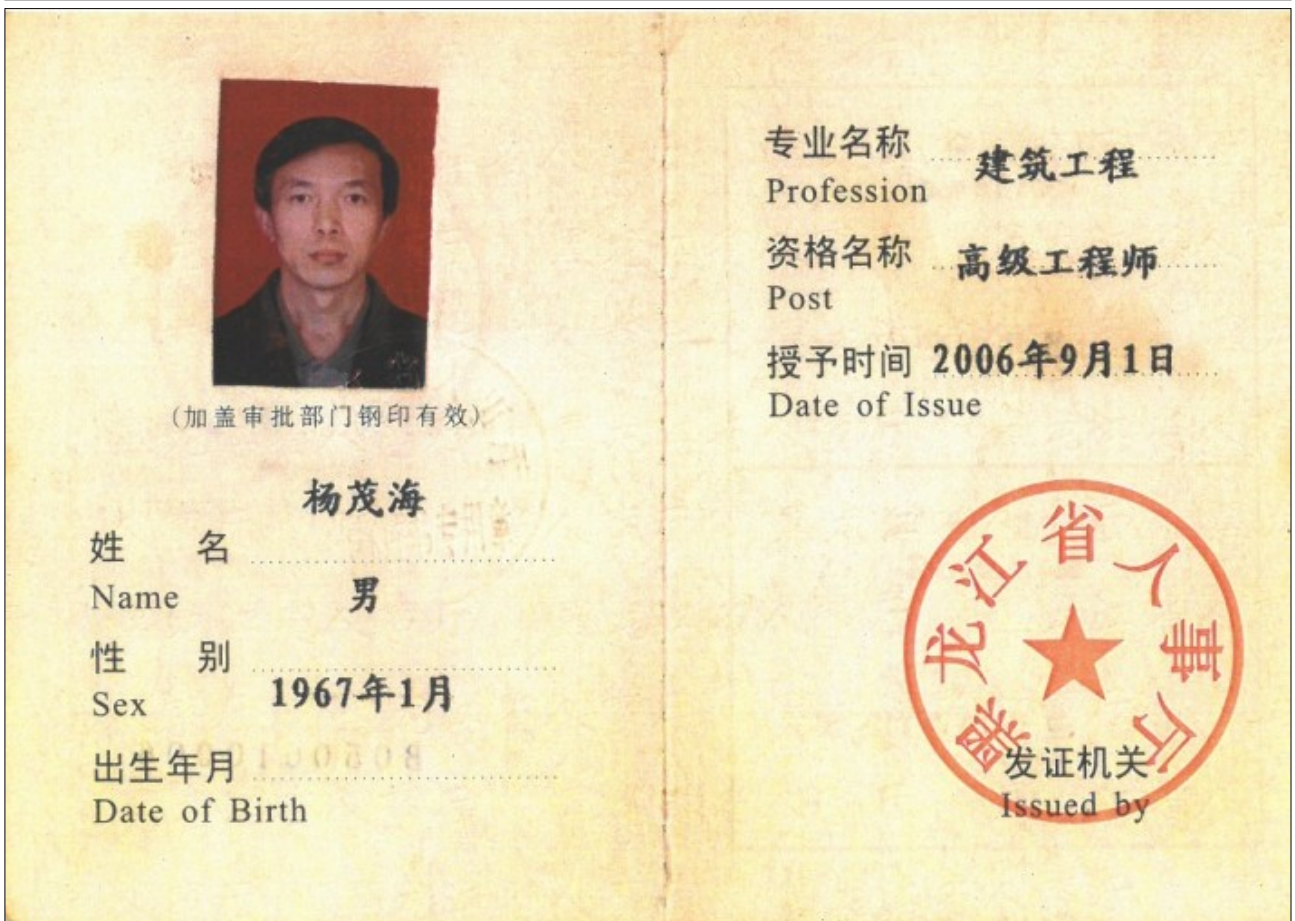 (加盖审批部门钢印有效)
杨茂海
姓 名
Name
男
性 别
Sex
1967年1月
出生年月
Date of Birth
专业名称 建筑工程
Profession
资格名称 高级工程师
Post
授予时间 2006年9月1日
Date of Issue
黑龙江省人事厅
发证机关
Issued by